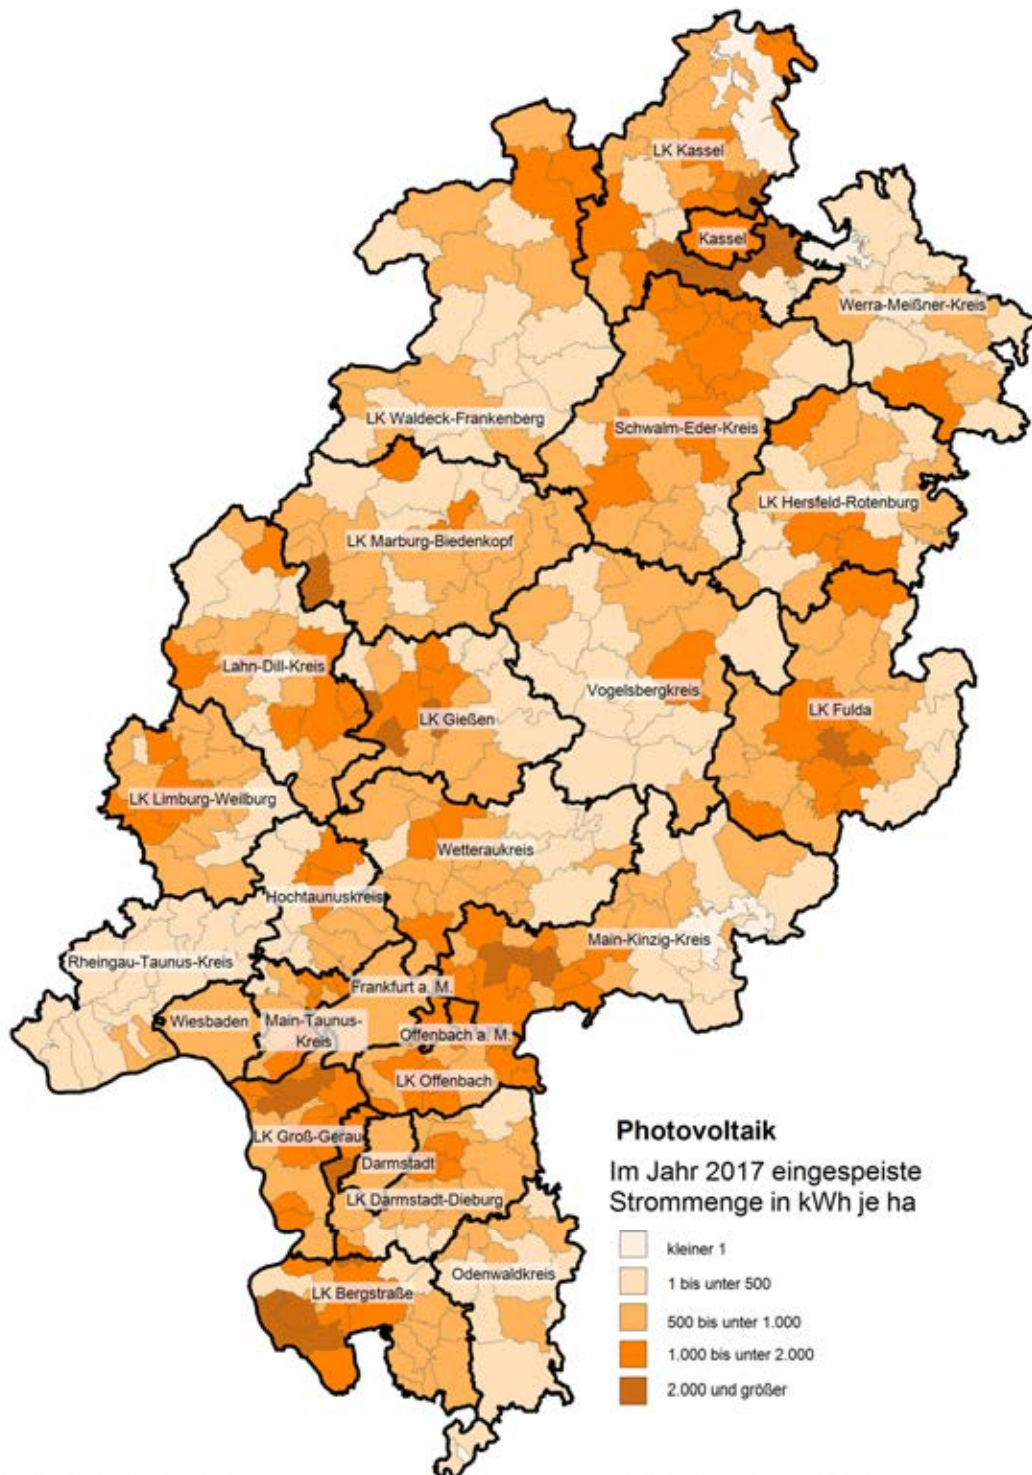 LK Kassel
Kassel
Werra-Meißner-Kreis
LK Waldeck-Frankenberg
Schwalm-Eder-Kreis
LK Hersfeld-Rotenburg
LK Marburg-Biedenkopf
Lahn-Dill-Kreis
Vogelsbergkreis
LK Gießen
LK Fulda
LK Limburg-Weilburg
Wetteraukreis
Hochtaunuskreis
Main-Kinzig-Kreis
Rheingau-Taunus-Kreis
Frankfurt a. M.
Wiesbaden
Main-Taunus-
Kreis
Offenbach a. M.
LK Offenbach
LK Groß-Gerau
Darmstadt
LK Darmstadt-Dieburg
Odenwaldkreis
LK Bergstraße
Photovoltaik
Im Jahr 2017 eingespeiste
Strommenge in kWh je ha
kleiner 1
1 bis unter 500
500 bis unter 1.000
1.000 bis unter 2.000
2.000 und größer